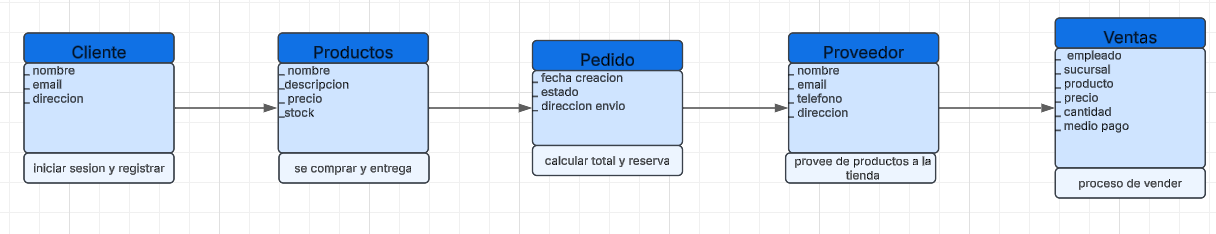 Cliente
_ nombre
_ email
_ direccion
iniciar sesion y registrar
Productos
_ nombre
_descripcion
_ precio
_stock
se comprar y entrega
Pedido
_ fecha creacion
_ estado
_ direccion envio
calcular total y reserva
Proveedor
_ nombre
_ email
_ telefono
_ direccion
provee de productos a la
tienda
Ventas
_ empleado
_ sucursal
_ producto
_ precio
_ cantidad
_ medio pago
proceso de vender